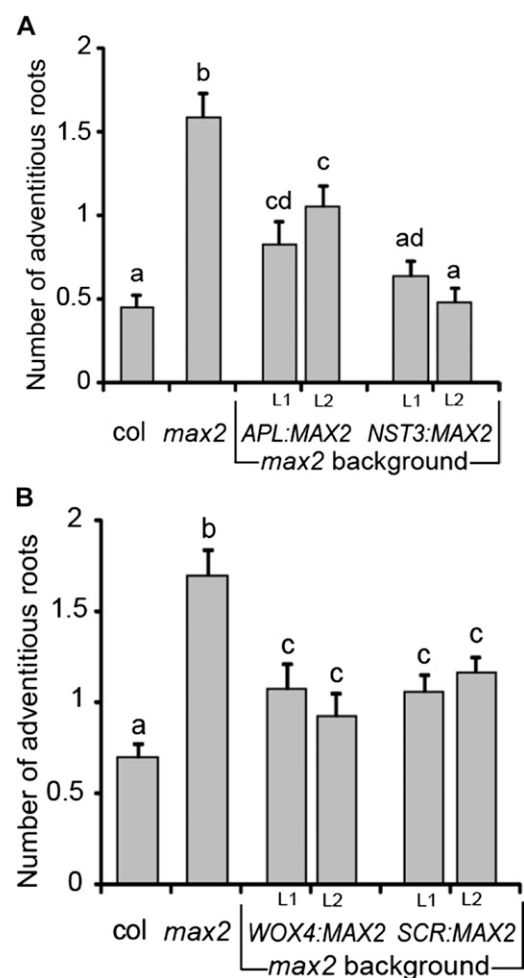 A
Number of adventitious roots
2
1.5
1
0.5
0
a
b
cd
c
ad
a
L1 L2 L1 L2
col max2 APL:MAX2 NST3:MAX2
max2 background
B
Number of adventitious roots
2
1.5
1
0.5
0
a
b
c
c
c
c
L1 L2 L1 L2
col max2 WOX4:MAX2 SCR:MAX2
max2 background